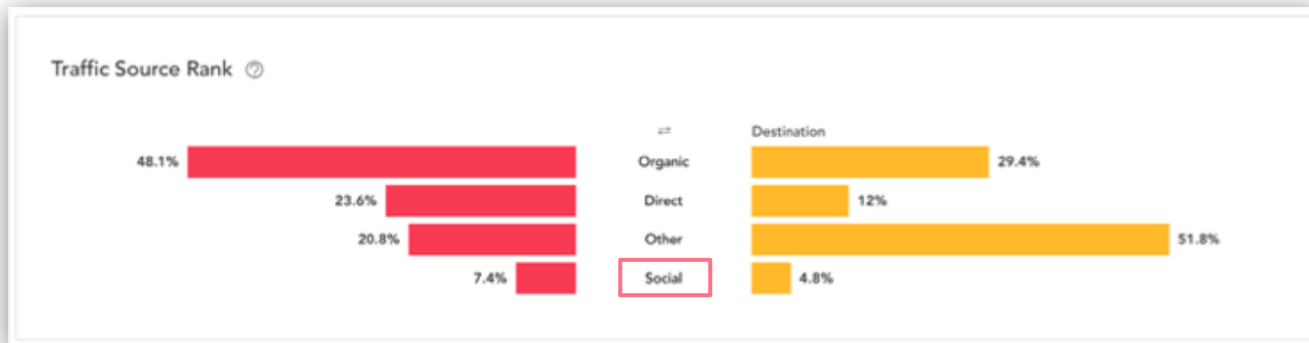 Traffic Source Rank ?
⇄ Destination
48.1% Organic 29.4%
23.6% Direct 12%
20.8% Other 51.8%
7.4% Social 4.8%